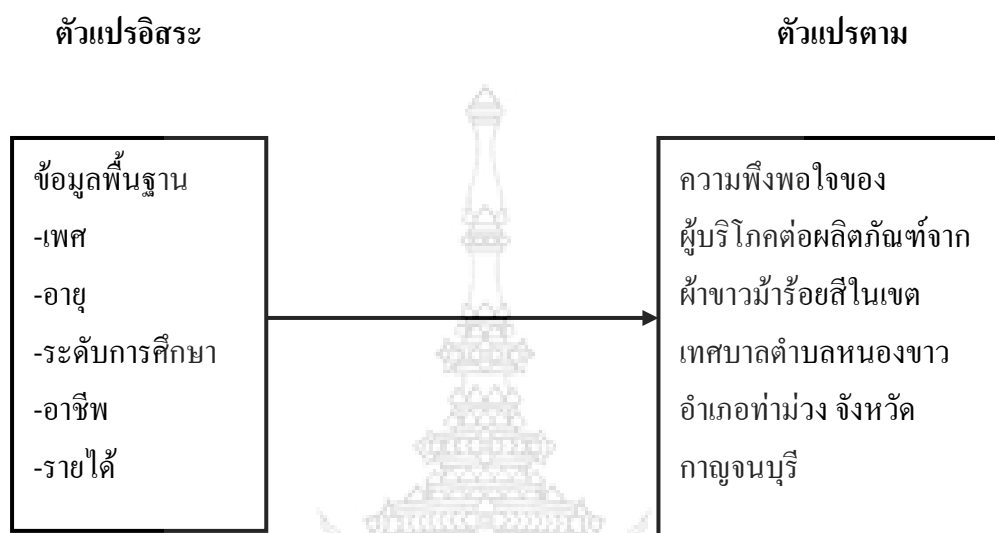 ตัวแปรอิสระ
ตัวแปรตาม
ข้อมูลพื้นฐาน
-เพศ
-อายุ
-ระดับการศึกษา
-อาชีพ
-รายได้
ความพึงพอใจของ
ผู้บริโภคต่อผลิตภัณฑ์จาก
ผ้าขาวม้าร้อยสีในเขต
เทศบาลตำบลหนองขาว
อำเภอท่าม่วง จังหวัด
กาญจนบุรี